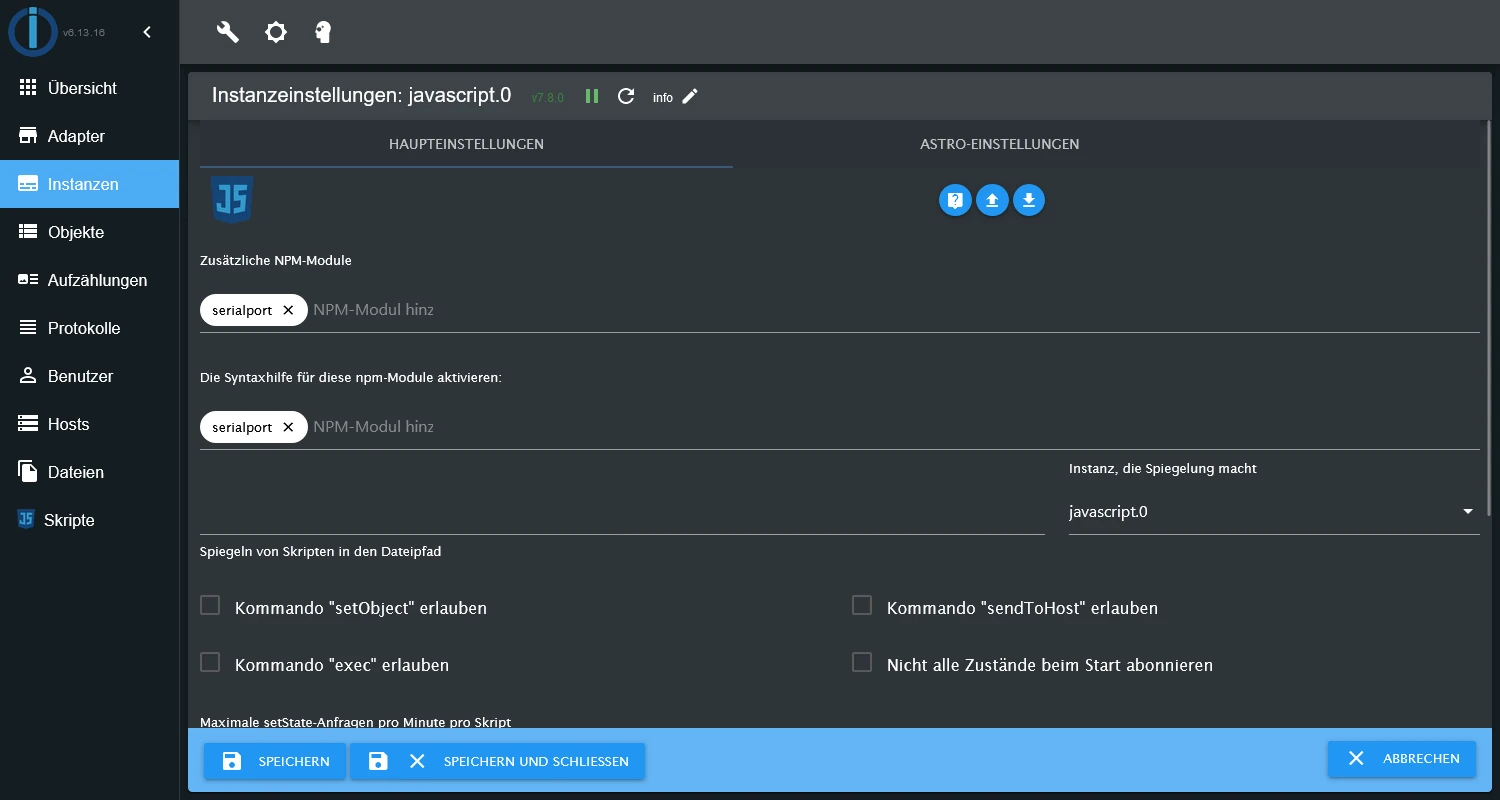 v6.13.16
Übersicht
Adapter
Instanzen
Objekte
Aufzählungen
Protokolle
Benutzer
Hosts
Dateien
JS Skripte
Instanzeinstellungen: javascript.0 v7.8.0 info
HAUPTEINSTELLUNGEN ASTRO-EINSTELLUNGEN
JS
Zusätzliche NPM-Module
serialport NPM-Modul hinz
Die Syntaxhilfe für diese npm-Module aktivieren:
serialport NPM-Modul hinz
Instanz, die Spiegelung macht
javascript.0
Spiegeln von Skripten in den Dateipfad
Kommando "setObject" erlauben Kommando "sendToHost" erlauben
Kommando "exec" erlauben Nicht alle Zustände beim Start abonnieren
Maximale setState-Anfragen pro Minute pro Skript
SPEICHERN SPEICHERN UND SCHLIESSEN ABBRECHEN